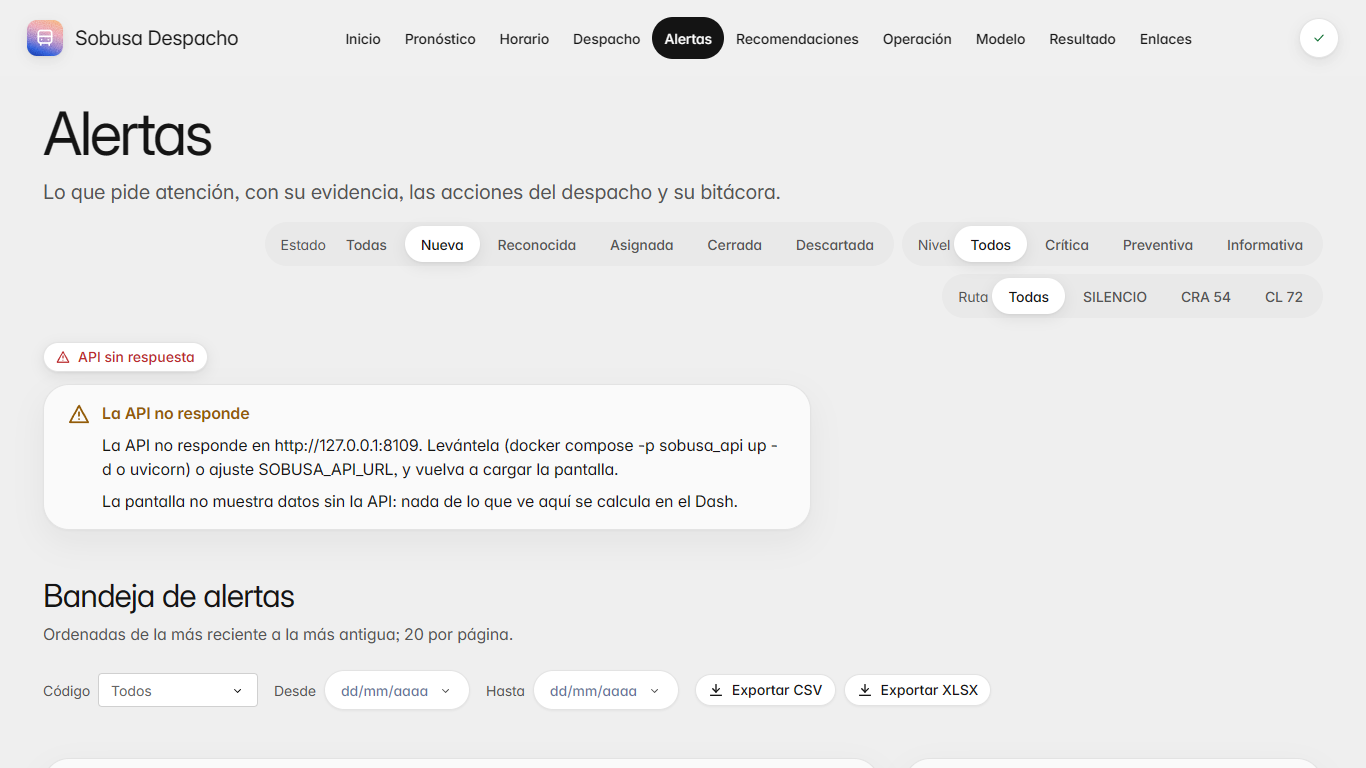 Sobusa Despacho
Inicio Pronóstico Horario Despacho Alertas Recomendaciones Operación Modelo Resultado Enlaces
Alertas
Lo que pide atención, con su evidencia, las acciones del despacho y su bitácora.
Estado Todas Nueva Reconocida Asignada Cerrada Descartada Nivel Todos Crítica Preventiva Informativa
Ruta Todas SILENCIO CRA 54 CL 72
API sin respuesta
La API no responde
La API no responde en http://127.0.0.1:8109. Levántela (docker compose -p sobusa_api up -
d o uvicorn) o ajuste SOBUSA_API_URL, y vuelva a cargar la pantalla.
La pantalla no muestra datos sin la API: nada de lo que ve aquí se calcula en el Dash.
Bandeja de alertas
Ordenadas de la más reciente a la más antigua; 20 por página.
Código Todos Desde dd/mm/aaaa Hasta dd/mm/aaaa Exportar CSV Exportar XLSX